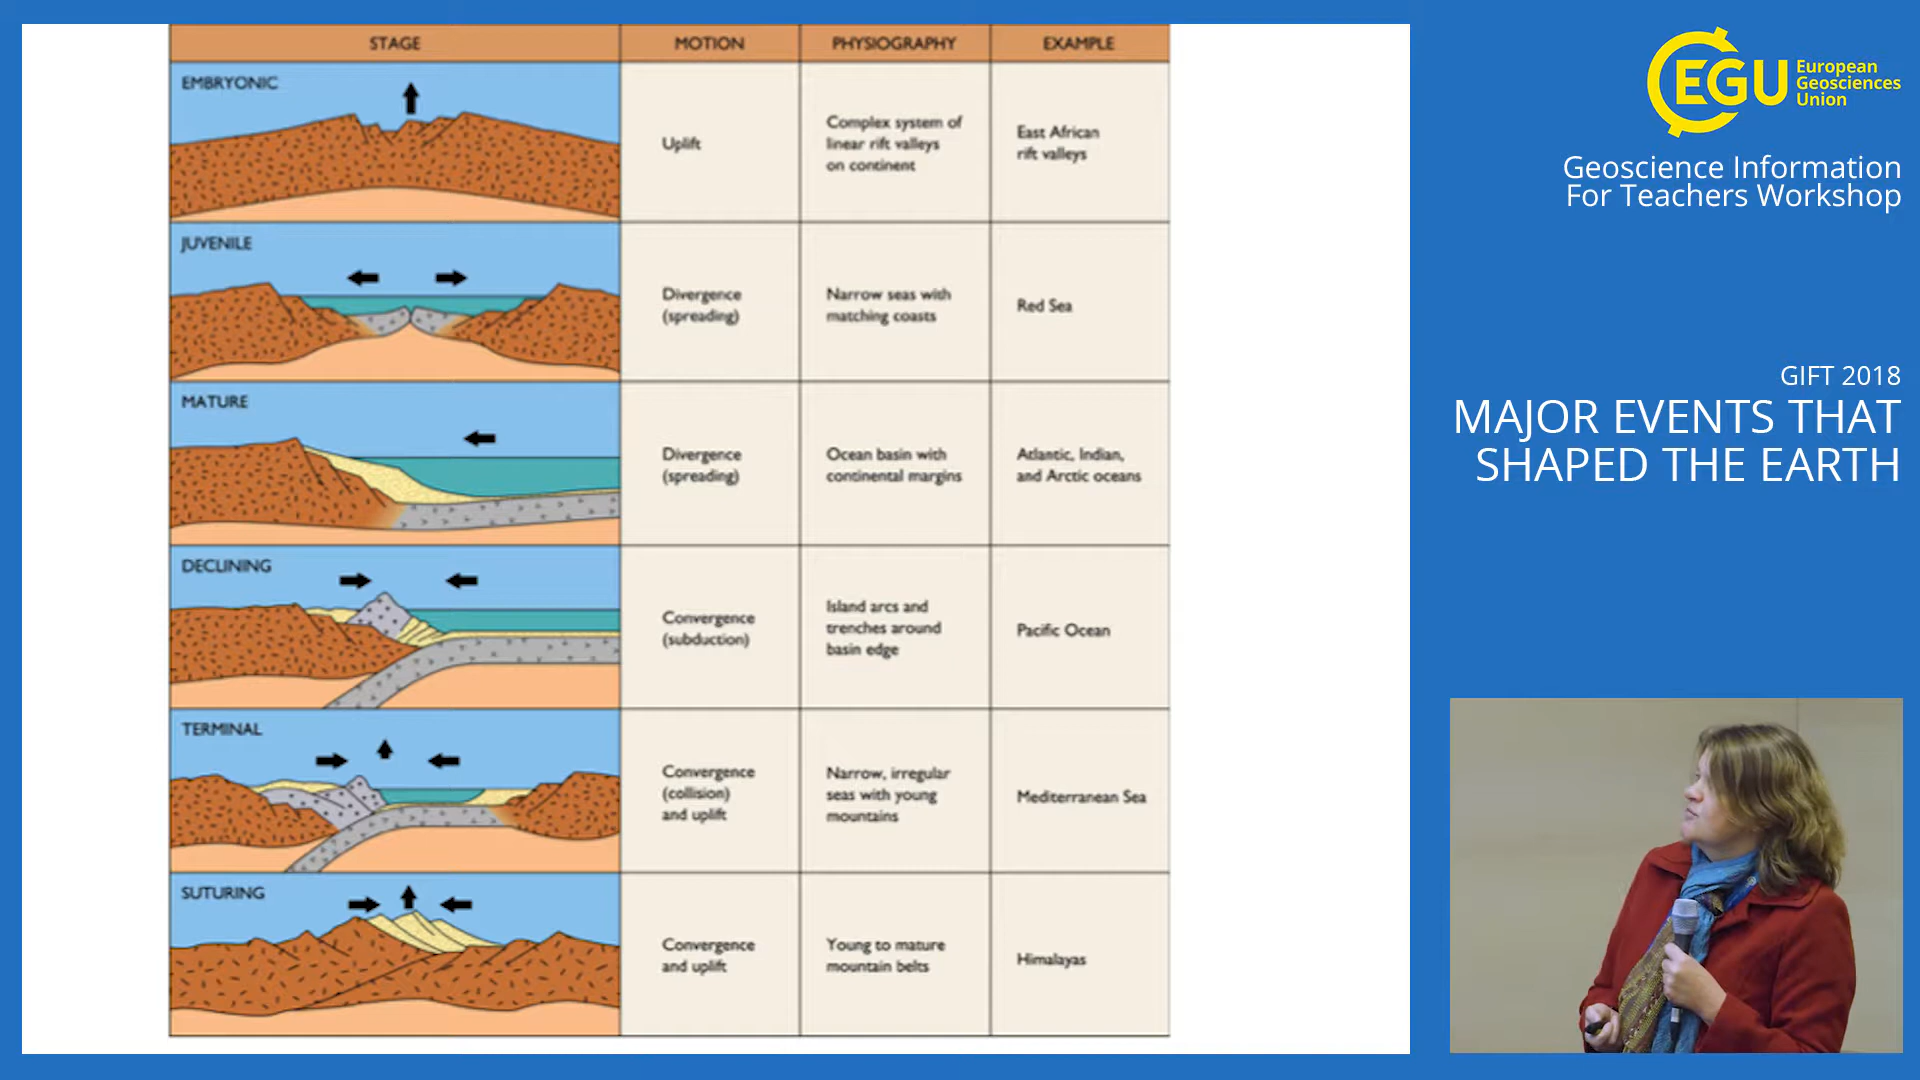 STAGE
MOTION
PHYSIOGRAPHY
EXAMPLE
EMBRYONIC
Uplift
Complex system of
linear rift valleys
on continent
East African
rift valleys
JUVENILE
Divergence
(spreading)
Narrow seas with
matching coasts
Red Sea
MATURE
Divergence
(spreading)
Ocean basin with
continental margins
Atlantic, Indian,
and Arctic oceans
DECLINING
Convergence
(subduction)
Island arcs and
trenches around
basin edge
Pacific Ocean
TERMINAL
Convergence
(collision)
and uplift
Narrow, irregular
seas with young
mountains
Mediterranean Sea
SUTURING
Convergence
and uplift
Young to mature
mountain belts
Himalayas
EGU
European
Geosciences
Union
Geoscience Information
For Teachers Workshop
GIFT 2018
MAJOR EVENTS THAT
SHAPED THE EARTH